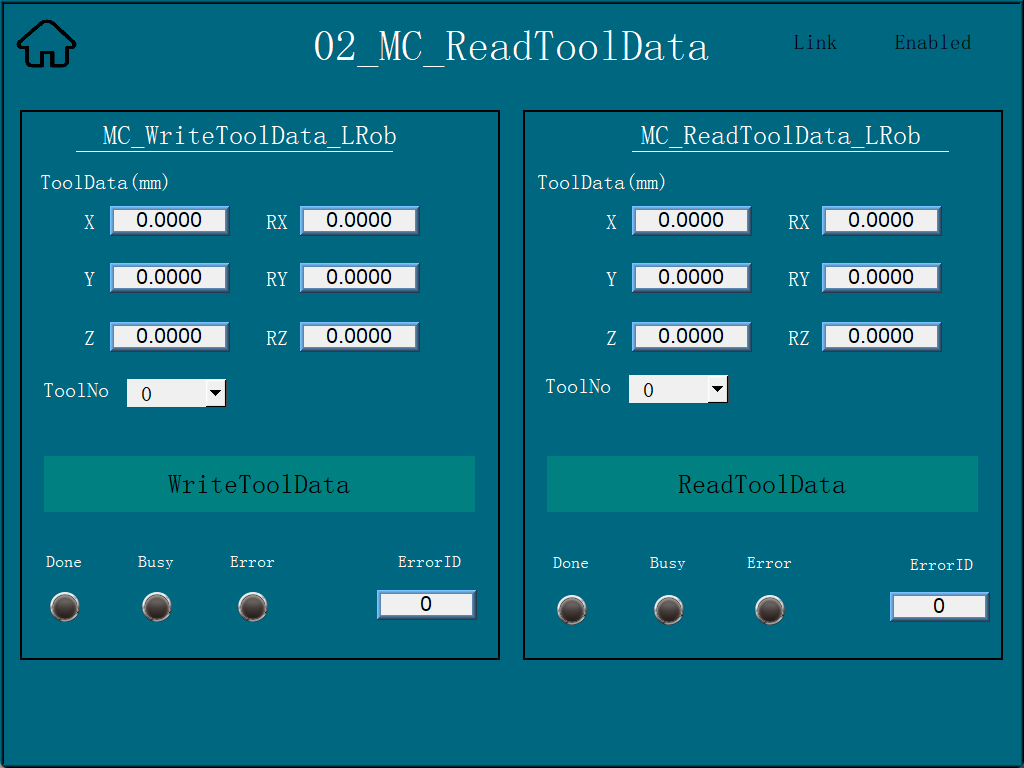 02_MC_ReadToolData
Link
Enabled
MC_WriteToolData_LRob
ToolData(mm)
X 0.0000 RX 0.0000
Y 0.0000 RY 0.0000
Z 0.0000 RZ 0.0000
ToolNo 0
WriteToolData
Done Busy Error ErrorID
0
MC_ReadToolData_LRob
ToolData(mm)
X 0.0000 RX 0.0000
Y 0.0000 RY 0.0000
Z 0.0000 RZ 0.0000
ToolNo 0
ReadToolData
Done Busy Error ErrorID
0